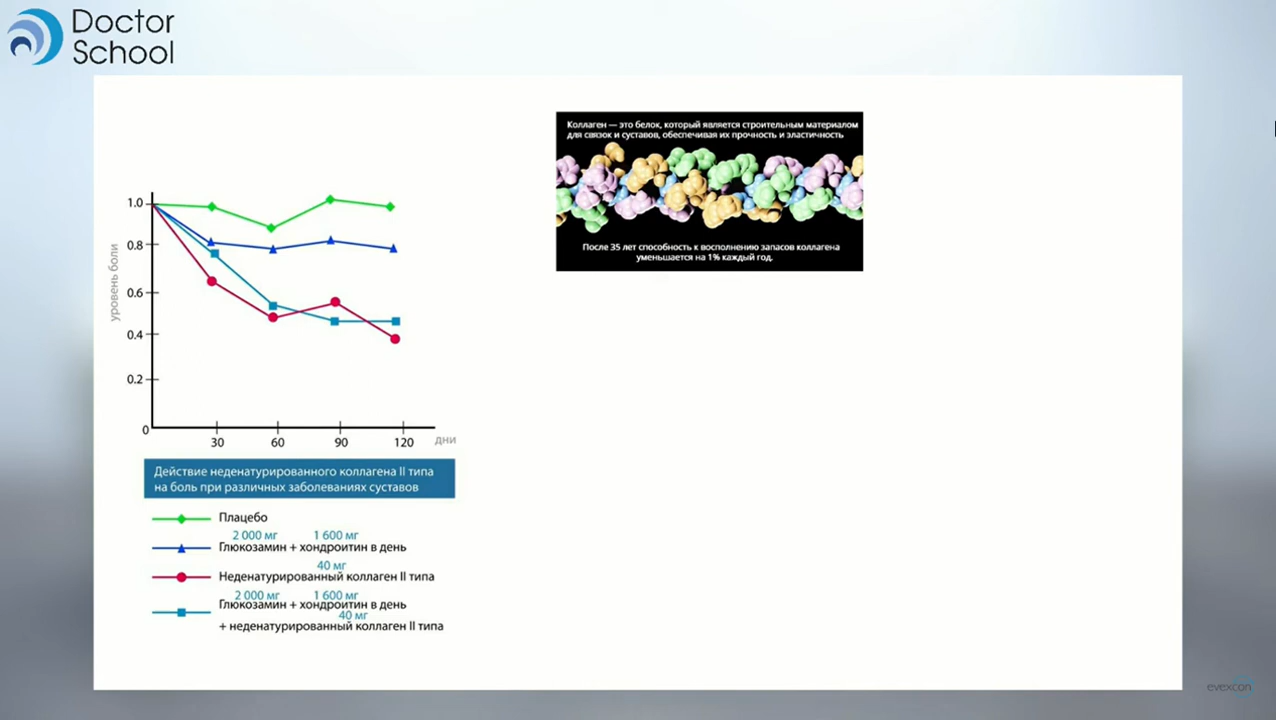 Doctor
School
Коллаген — это белок, который является строительным материалом
для связок и суставов, обеспечивая их прочность и эластичность
После 35 лет способность к восполнению запасов коллагена
уменьшается на 1% каждый год.
уровень боли
1.0
0.8
0.6
0.4
0.2
0
30 60 90 120 дни
Действие неденатурированного коллагена II типа
на боль при различных заболеваниях суставов
Плацебо
2 000 мг 1 600 мг
Глюкозамин + хондроитин в день
40 мг
Неденатурированный коллаген II типа
2 000 мг 1 600 мг
Глюкозамин + хондроитин в день
40 мг
+ неденатурированный коллаген II типа
evexcon